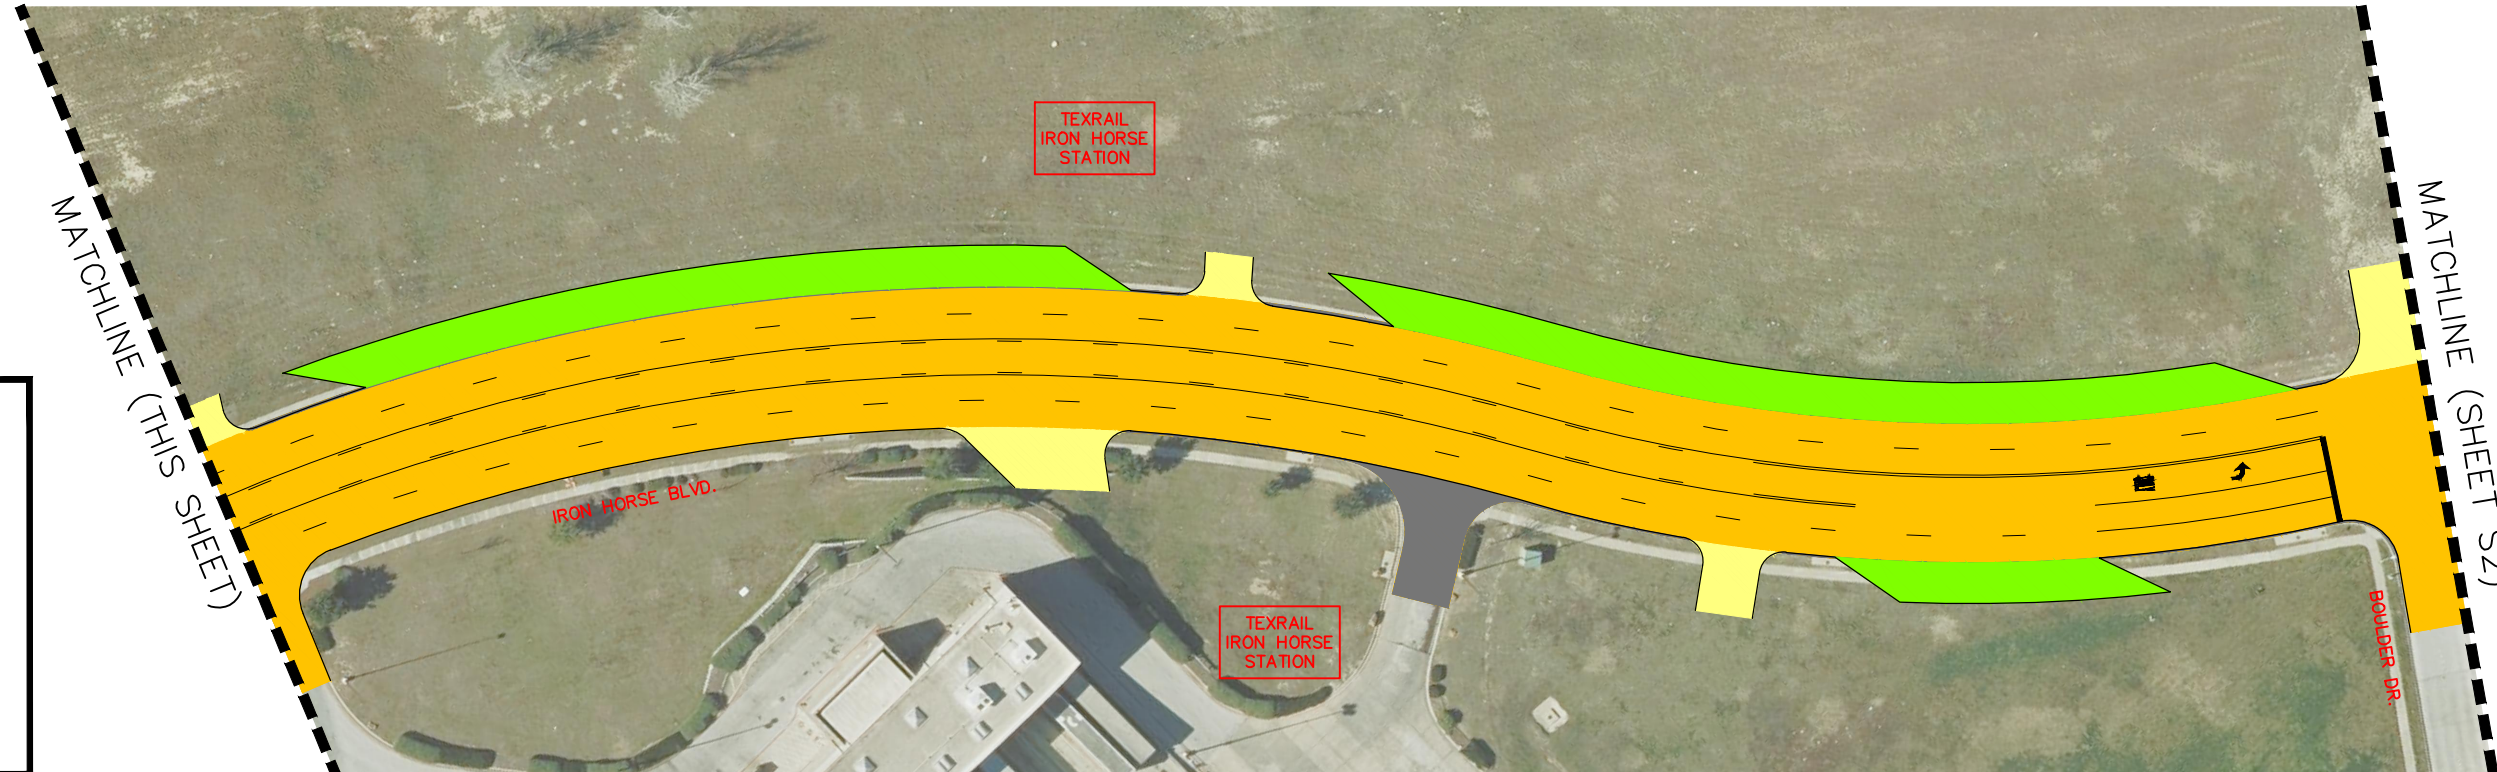 TEXRAIL
IRON HORSE
STATION
MATCHLINE (THIS SHEET)
MATCHLINE (SHEET S2)
IRON HORSE BLVD.
TEXRAIL
IRON HORSE
STATION
BOULDER DR.